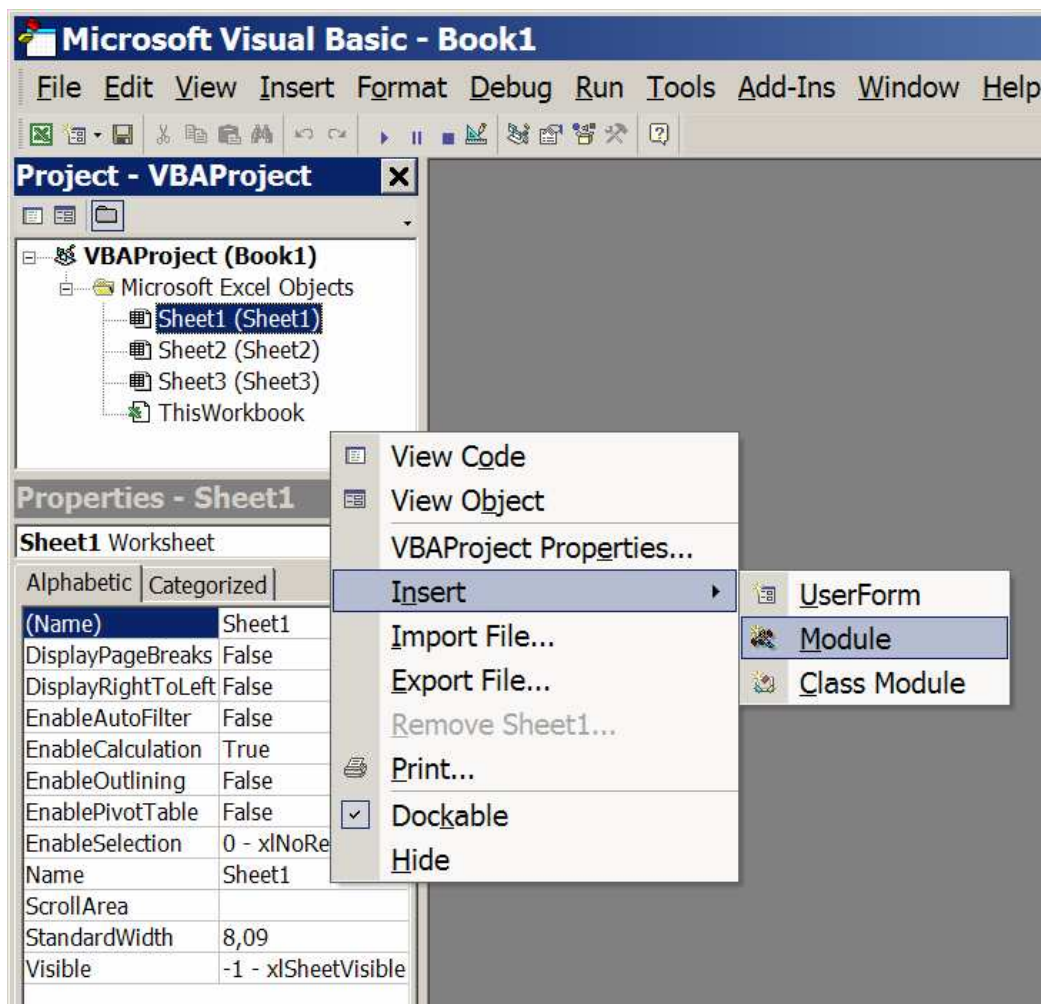 Microsoft Visual Basic - Book1
File Edit View Insert Format Debug Run Tools Add-Ins Window Help
Project - VBAProject
VBAProject (Book1)
Microsoft Excel Objects
Sheet1 (Sheet1)
Sheet2 (Sheet2)
Sheet3 (Sheet3)
ThisWorkbook
Properties - Sheet1
Sheet1 Worksheet
Alphabetic Categorized
(Name) Sheet1
DisplayPageBreaks False
DisplayRightToLeft False
EnableAutoFilter False
EnableCalculation True
EnableOutlining False
EnablePivotTable False
EnableSelection 0 - xlNoRe
Name Sheet1
ScrollArea
StandardWidth 8,09
Visible -1 - xlSheetVisible
View Code
View Object
VBAProject Properties...
Insert
Import File...
Export File...
Remove Sheet1...
Print...
Dockable
Hide
UserForm
Module
Class Module